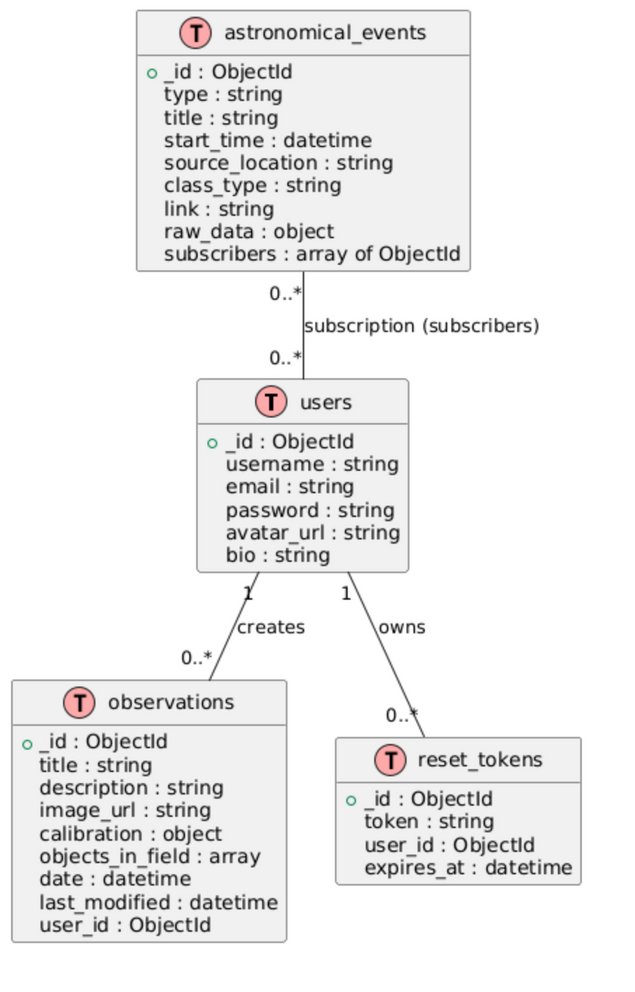 T astronomical_events
_id : ObjectId
type : string
title : string
start_time : datetime
source_location : string
class_type : string
link : string
raw_data : object
subscribers : array of ObjectId
0..*
subscription (subscribers)
0..*
T users
_id : ObjectId
username : string
email : string
password : string
avatar_url : string
bio : string
1
creates
0..*
1
owns
0..*
T observations
_id : ObjectId
title : string
description : string
image_url : string
calibration : object
objects_in_field : array
date : datetime
last_modified : datetime
user_id : ObjectId
T reset_tokens
_id : ObjectId
token : string
user_id : ObjectId
expires_at : datetime